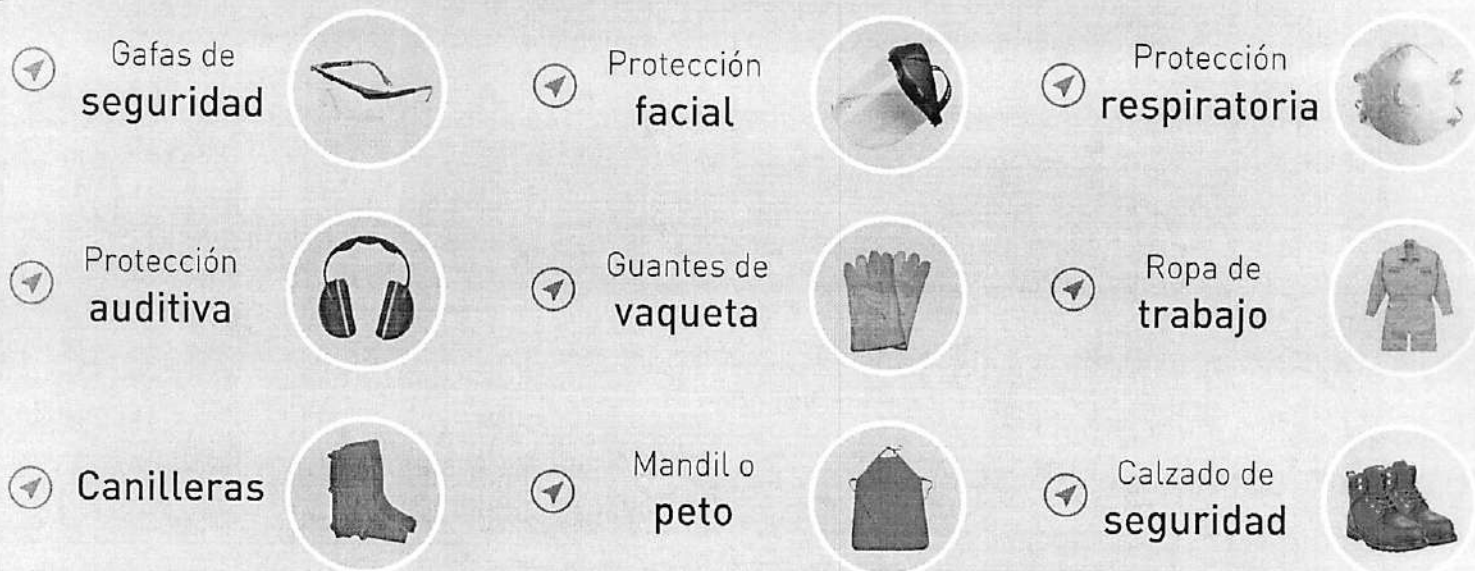 Gafas de
seguridad
Protección
facial
Protección
respiratoria
Protección
auditiva
Guantes de
vaqueta
Ropa de
trabajo
Canilleras
Mandil o
peto
Calzado de
seguridad